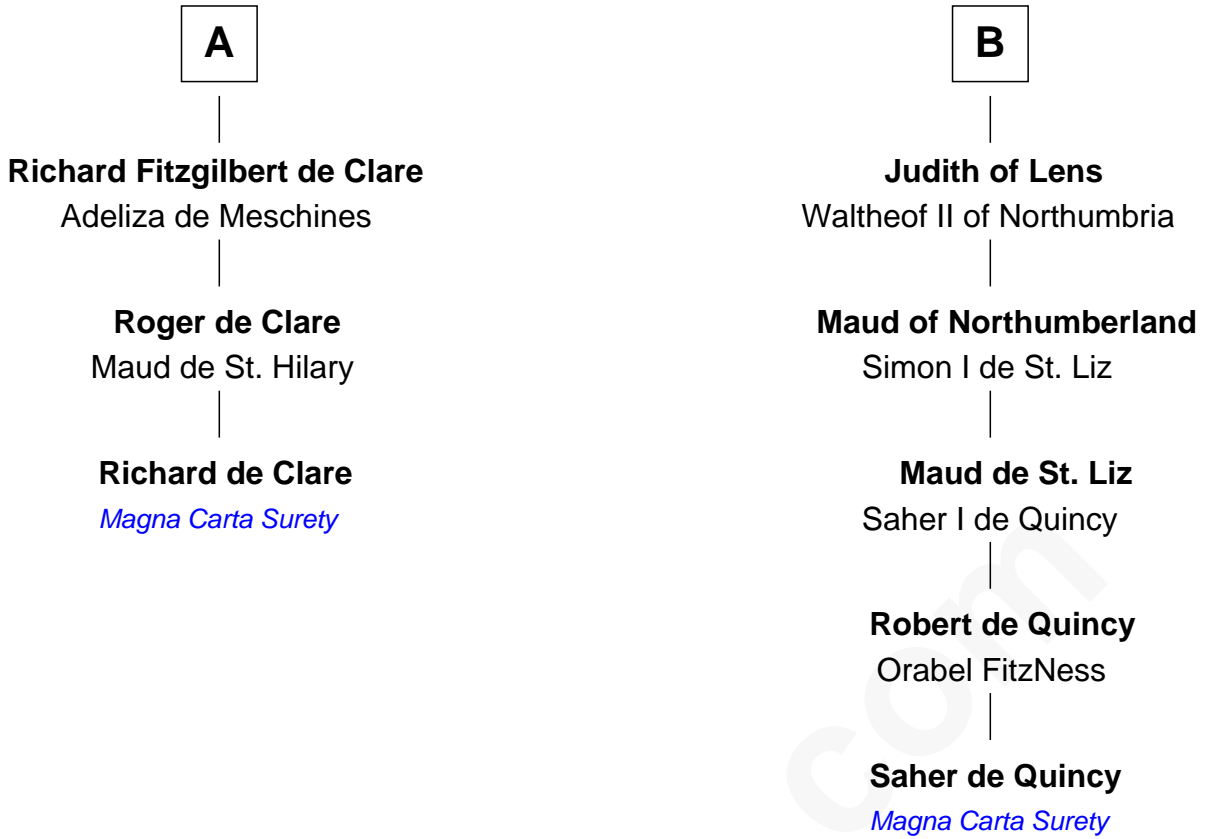 A
Richard Fitzgilbert de Clare
Adeliza de Meschines
Roger de Clare
Maud de St. Hilary
Richard de Clare
Magna Carta Surety
B
Judith of Lens
Waltheof II of Northumbria
Maud of Northumberland
Simon I de St. Liz
Maud de St. Liz
Saher I de Quincy
Robert de Quincy
Orabel FitzNess
Saher de Quincy
Magna Carta Surety
com